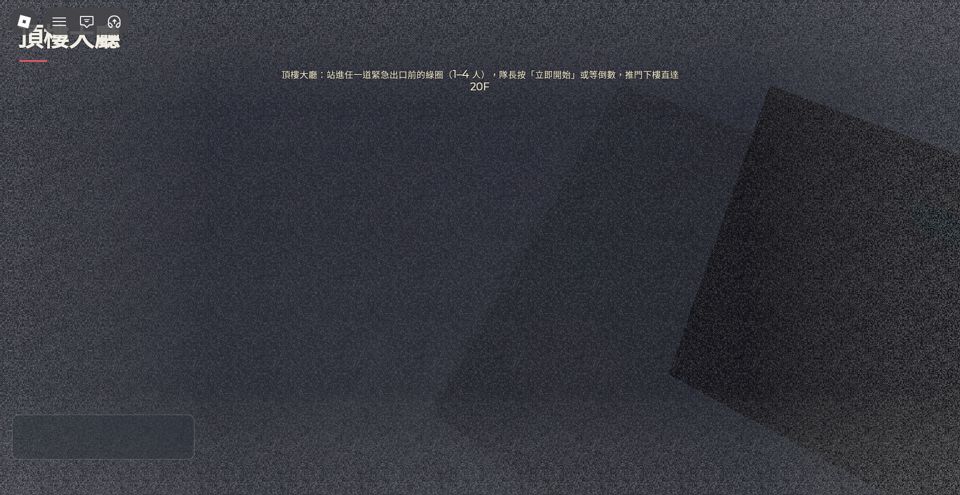 頂樓大廳
頂樓大廳：站進任一道緊急出口前的綠圈（1–4 人），隊長按「立即開始」或等倒數，推門下樓直達
20F